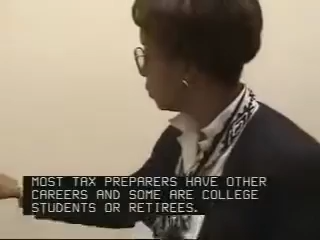 MOST TAX PREPARERS HAVE OTHER
CAREERS AND SOME ARE COLLEGE
STUDENTS OR RETIREES.